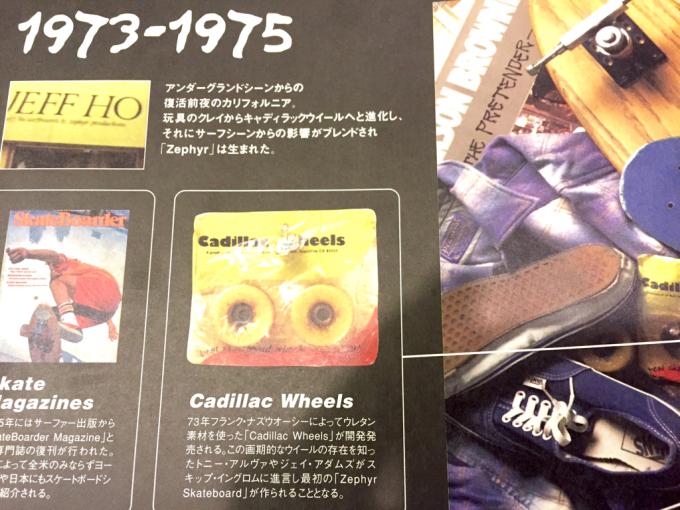 1973-1975
アンダーグランドシーンからの
復活前夜のカリフォルニア。
玩具のクレイからキャディラックウイールへと進化し、
それにサーフシーンからの影響がブレンドされ
「Zephyr」は生まれた。
JEFF HO
SkateBoarder
Cadillac Wheels
kate
agazines
5年にはサーファー出版から
ateBoarder Magazine」と
専門誌の復刊が行われた。
よって全米のみならずヨー
や日本にもスケートボードシ
紹介される。
Cadillac Wheels
73年フランク・ナズウオーシーによってウレタン
素材を使った「Cadillac Wheels」が開発発
売される。この画期的なウイールの存在を知っ
たトニー・アルヴァやジェイ・アダムズがス
キップ・イングロムに進言し最初の「Zephyr
Skateboard」が作られることとなる。
SON BROWN
THE PRETENDER
Cadill